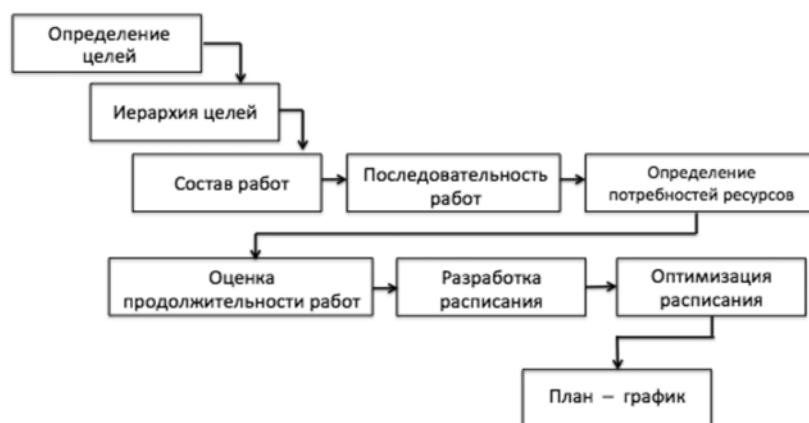 Определение
целей
Иерархия целей
Состав работ
Последовательность
работ
Определение
потребностей ресурсов
Оценка
продолжительности работ
Разработка
расписания
Оптимизация
расписания
План – график